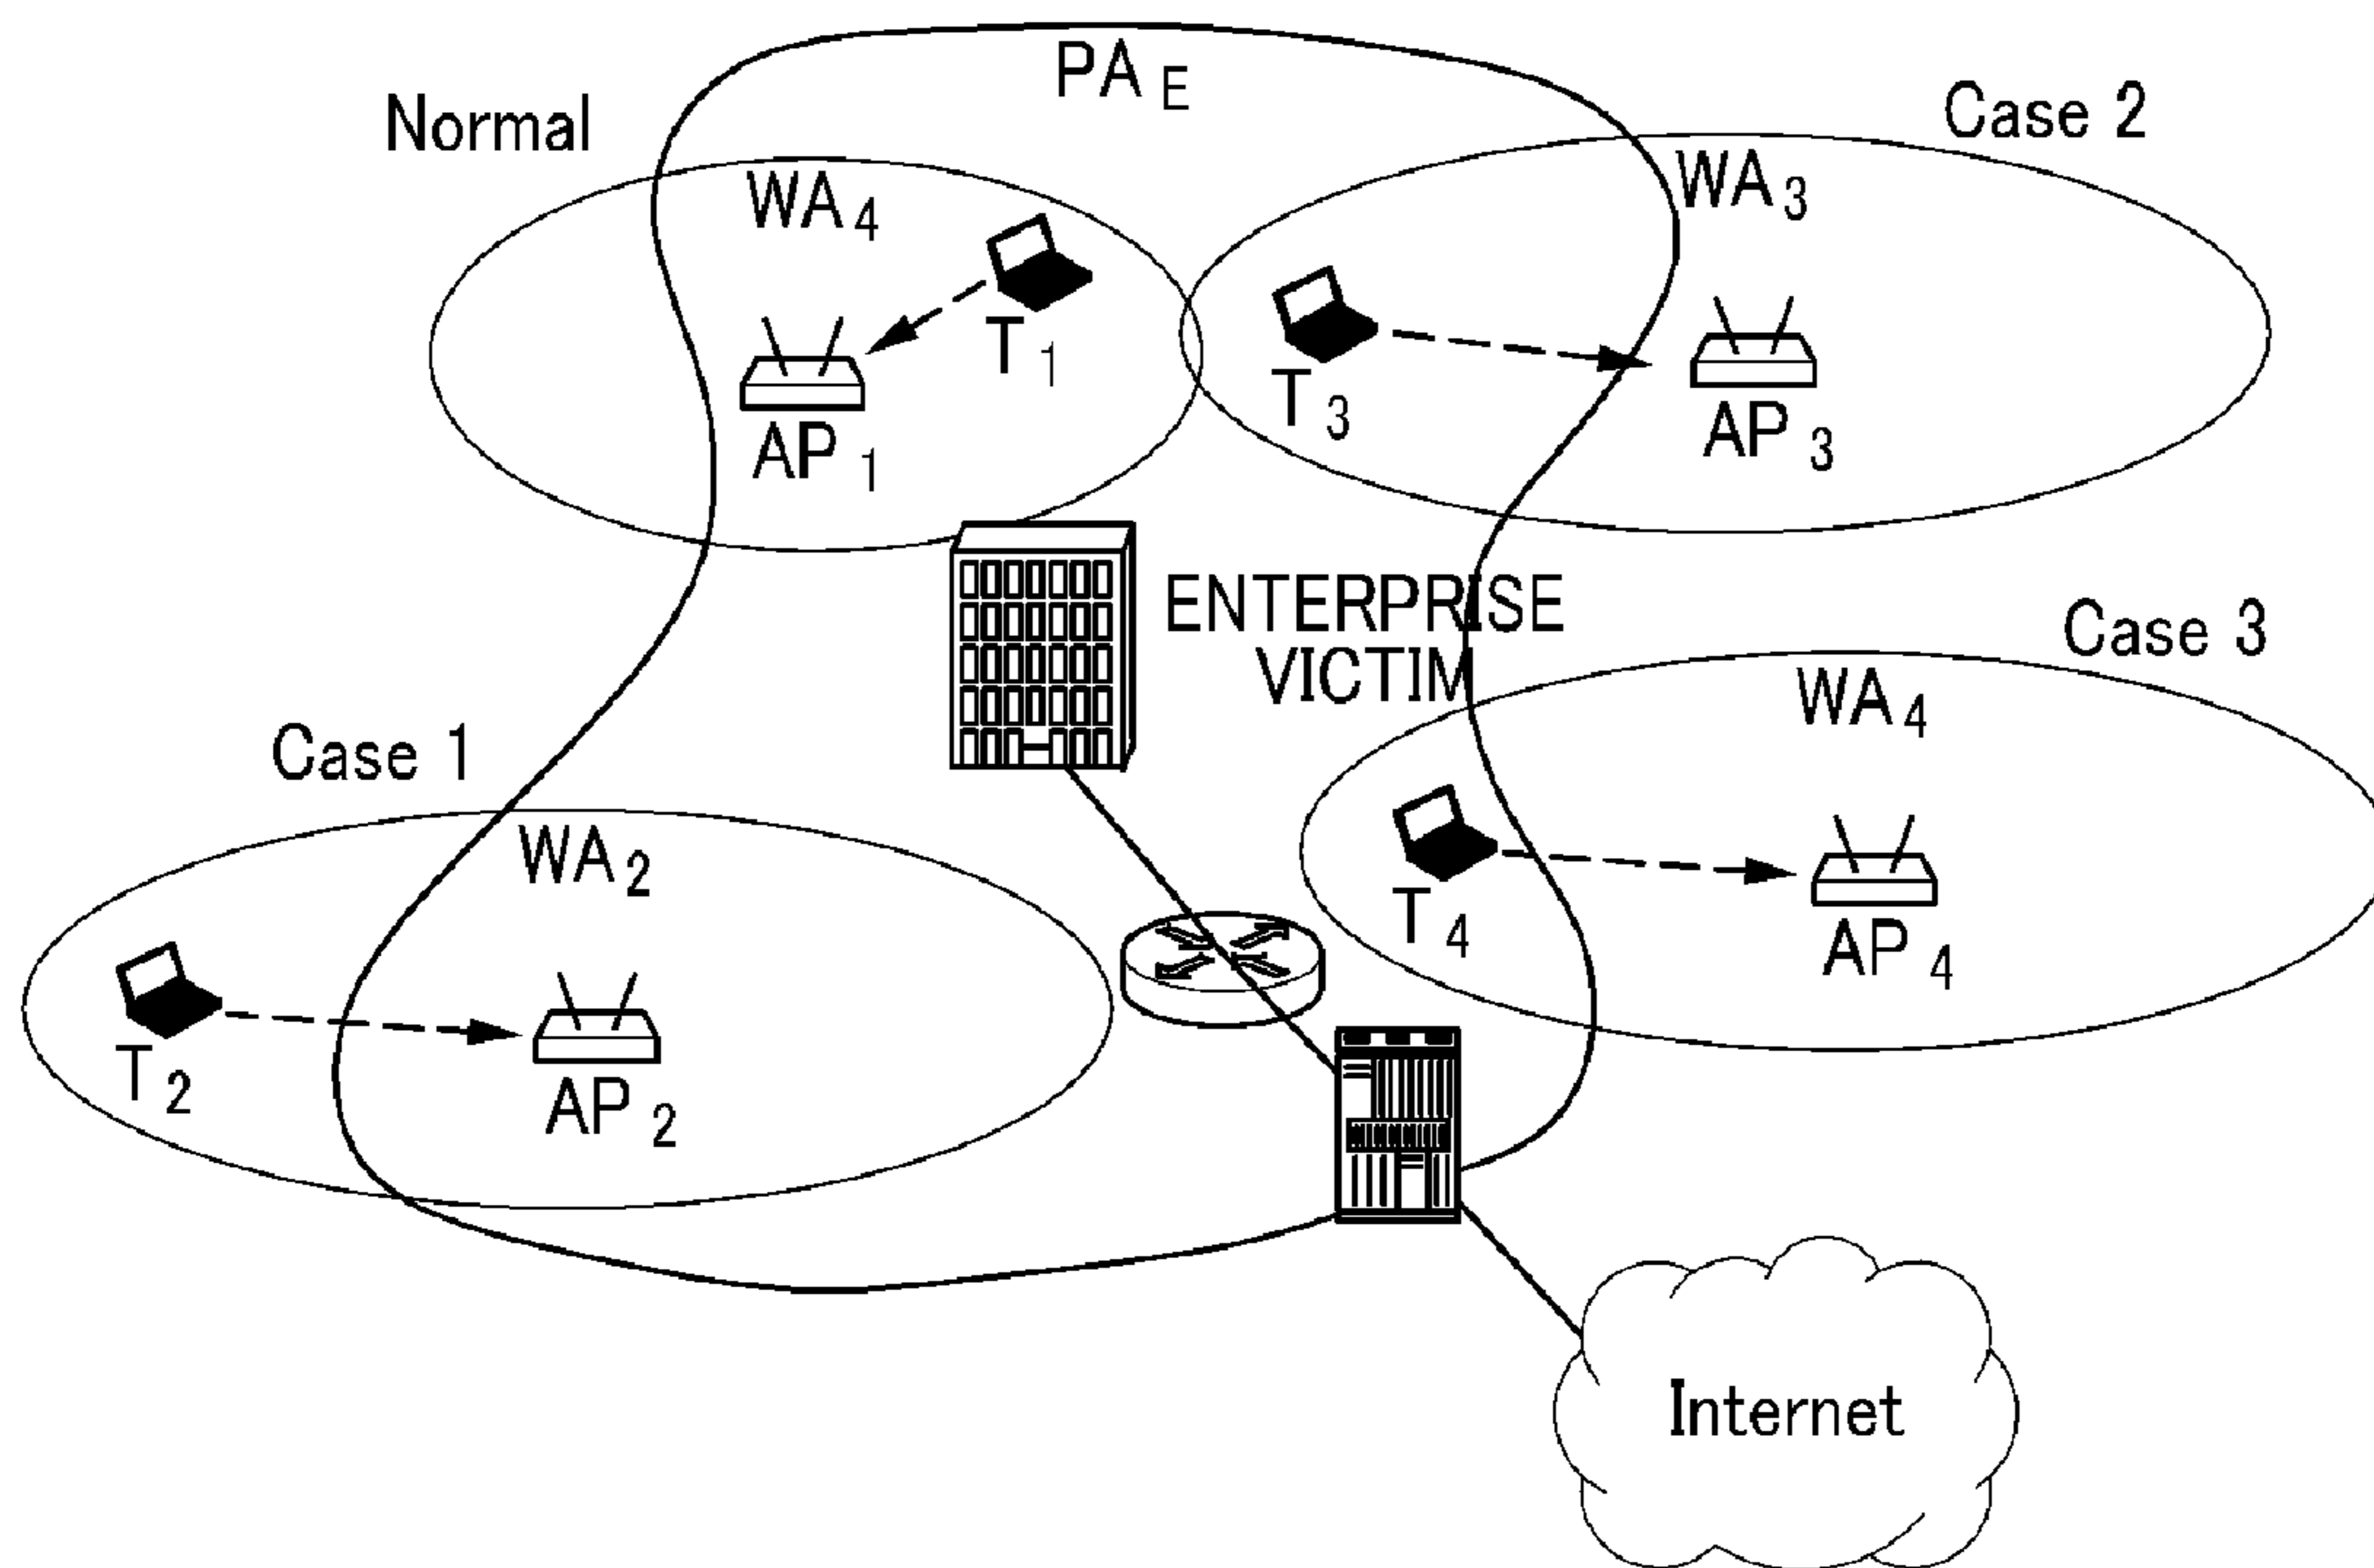 PA E
Normal
Case 2
WA 4
WA 3
T 1
T 3
AP 1
AP 3
ENTERPRISE
VICTIM
Case 3
WA 4
Case 1
WA 2
T 4
AP 4
T 2
AP 2
Internet